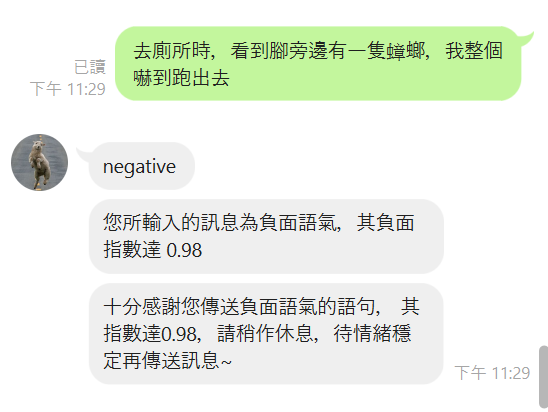 去廁所時，看到腳旁邊有一隻蟑螂，我整個
嚇到跑出去
已讀
下午 11:29
negative
您所輸入的訊息為負面語氣，其負面
指數達 0.98
十分感謝您傳送負面語氣的語句， 其
指數達0.98，請稍作休息，待情緒穩
定再傳送訊息~
下午 11:29